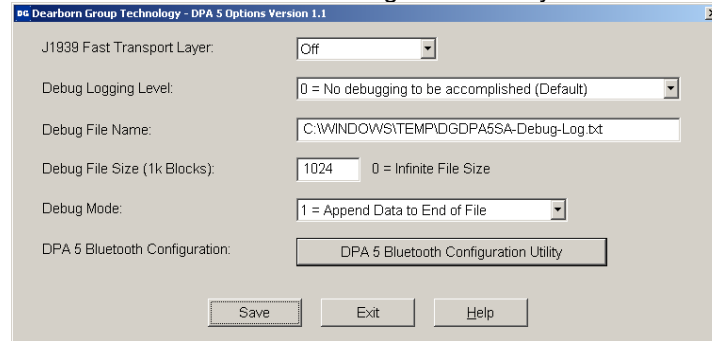 DG Dearborn Group Technology - DPA 5 Options Version 1.1
J1939 Fast Transport Layer: Off
Debug Logging Level: 0 = No debugging to be accomplished (Default)
Debug File Name: C:\WINDOWS\TEMP\DGDPA5SA-Debug-Log.txt
Debug File Size (1k Blocks): 1024 0 = Infinite File Size
Debug Mode: 1 = Append Data to End of File
DPA 5 Bluetooth Configuration: DPA 5 Bluetooth Configuration Utility
Save Exit Help